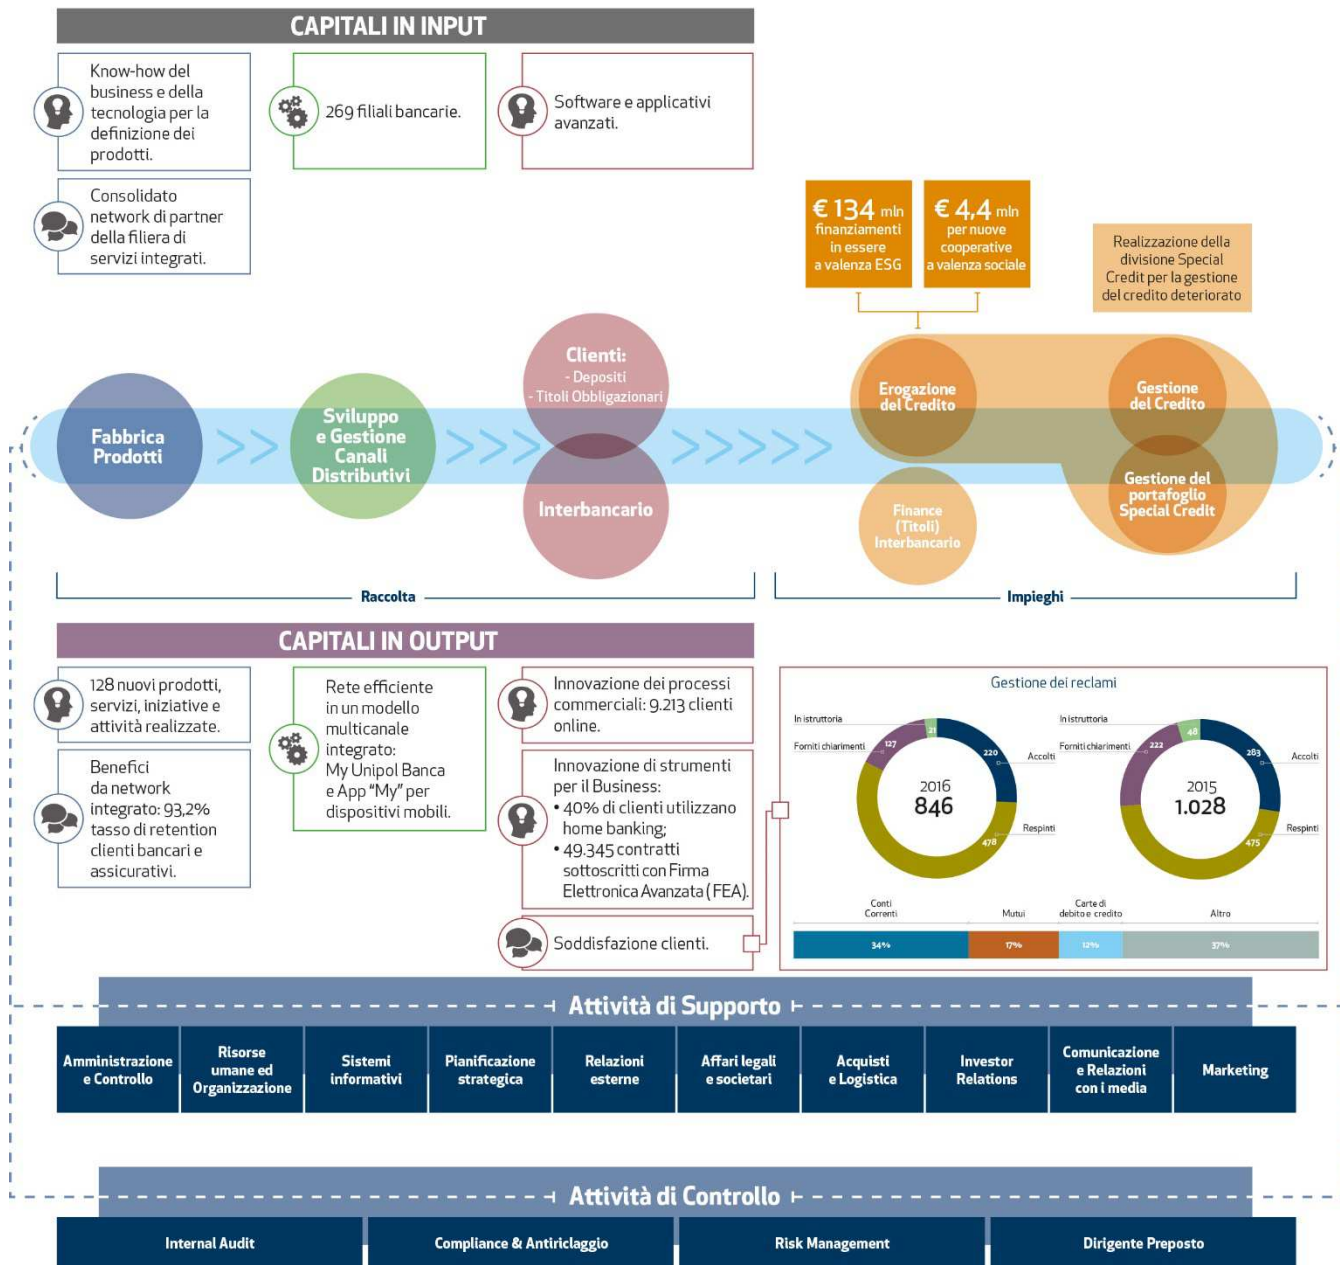 CAPITALI IN INPUT
Know-how del
business e della
tecnologia per la
definizione dei
prodotti.
269 filiali bancarie.
Software e applicativi
avanzati.
Consolidato
network di partner
della filiera di
servizi integrati.
€ 134 mln
finanziamenti
in essere
a valenza ESG
€ 4,4 mln
per nuove
cooperative
a valenza sociale
Realizzazione della
divisione Special
Credit per la gestione
del credito deteriorato
Fabbrica
Prodotti
Sviluppo
e Gestione
Canali
Distributivi
Clienti:
- Depositi
- Titoli Obbligazionari
Interbancario
Erogazione
del Credito
Finance
(Titoli)
Interbancario
Gestione
del Credito
Gestione del
portafoglio
Special Credit
Raccolta
Impieghi
CAPITALI IN OUTPUT
128 nuovi prodotti,
servizi, iniziative e
attività realizzate.
Benefici
da network
integrato: 93,2%
tasso di retention
clienti bancari e
assicurativi.
Rete efficiente
in un modello
multicanale
integrato:
My Unipol Banca
e App “My” per
dispositivi mobili.
Innovazione dei processi
commerciali: 9.213 clienti
online.
Innovazione di strumenti
per il Business:
• 40% di clienti utilizzano
home banking;
• 49.345 contratti
sottoscritti con Firma
Elettronica Avanzata (FEA).
Soddisfazione clienti.
Gestione dei reclami
In istruttoria
Forniti chiarimenti
127
21
220
Accolti
2016
846
Respinti
478
In istruttoria
Forniti chiarimenti
222
48
283
Accolti
2015
1.028
Respinti
475
Conti
Correnti
Mutui
Carte di
debito e credito
Altro
34%
17%
12%
37%
Attività di Supporto
Amministrazione
e Controllo
Risorse
umane ed
Organizzazione
Sistemi
informativi
Pianificazione
strategica
Relazioni
esterne
Affari legali
e societari
Acquisti
e Logistica
Investor
Relations
Comunicazione
e Relazioni
con i media
Marketing
Attività di Controllo
Internal Audit
Compliance & Antiriclaggio
Risk Management
Dirigente Preposto